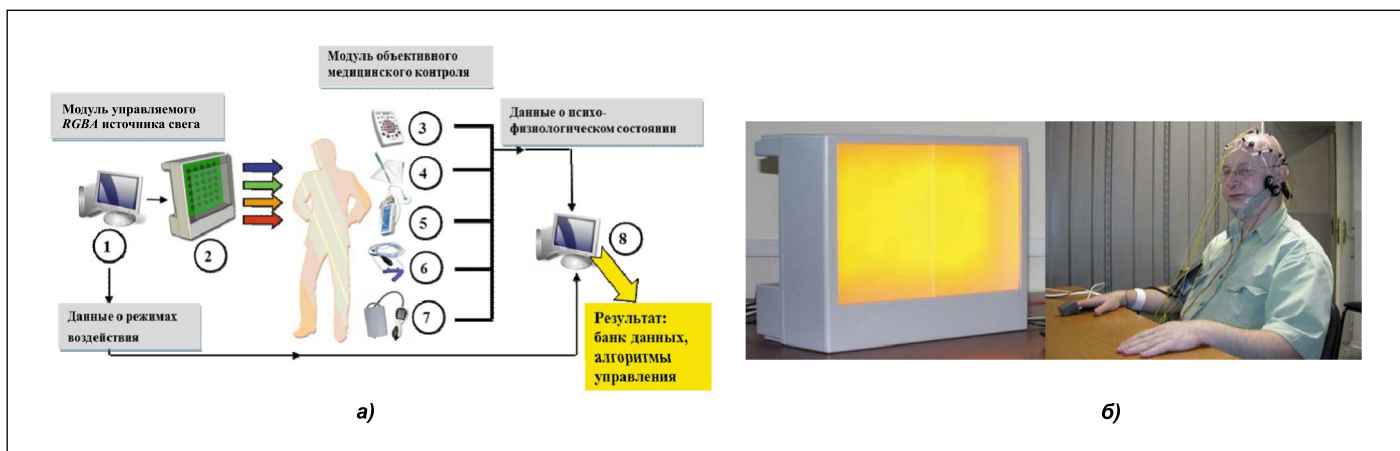 Модуль объективного
медицинского контроля
Модуль управляемого
RGBA источника света
Данные о психо-
физиологическом состоянии
3
4
5
6
7
1
2
8
Данные о режимах
воздействия
Результат:
банк данных,
алгоритмы
управления
а)
б)